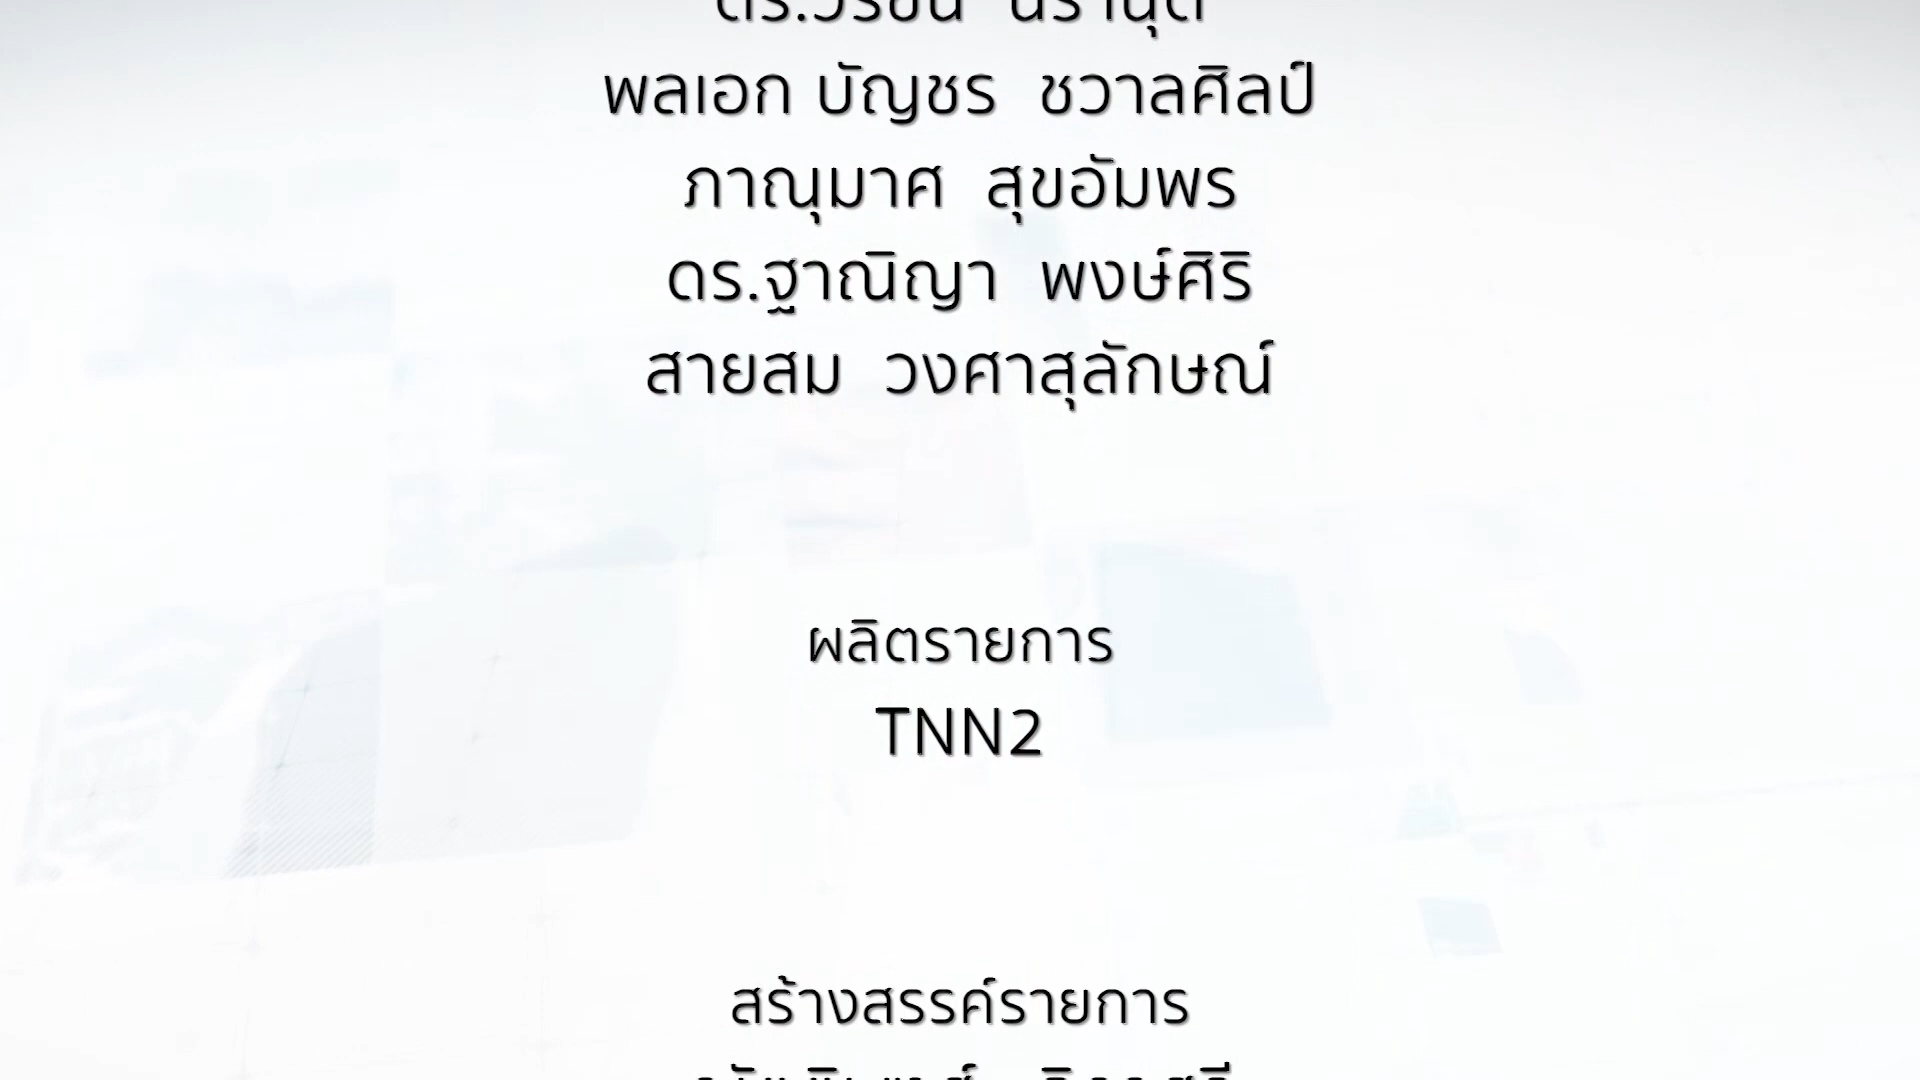 พลเอก บัญชร ชวาลศิลป์
ภาณุมาศ สุขอัมพร
ดร.ฐาณิญา พงษ์ศิริ
สายสม วงศาสุลักษณ์
ผลิตรายการ
TNN2
สร้างสรรค์รายการ